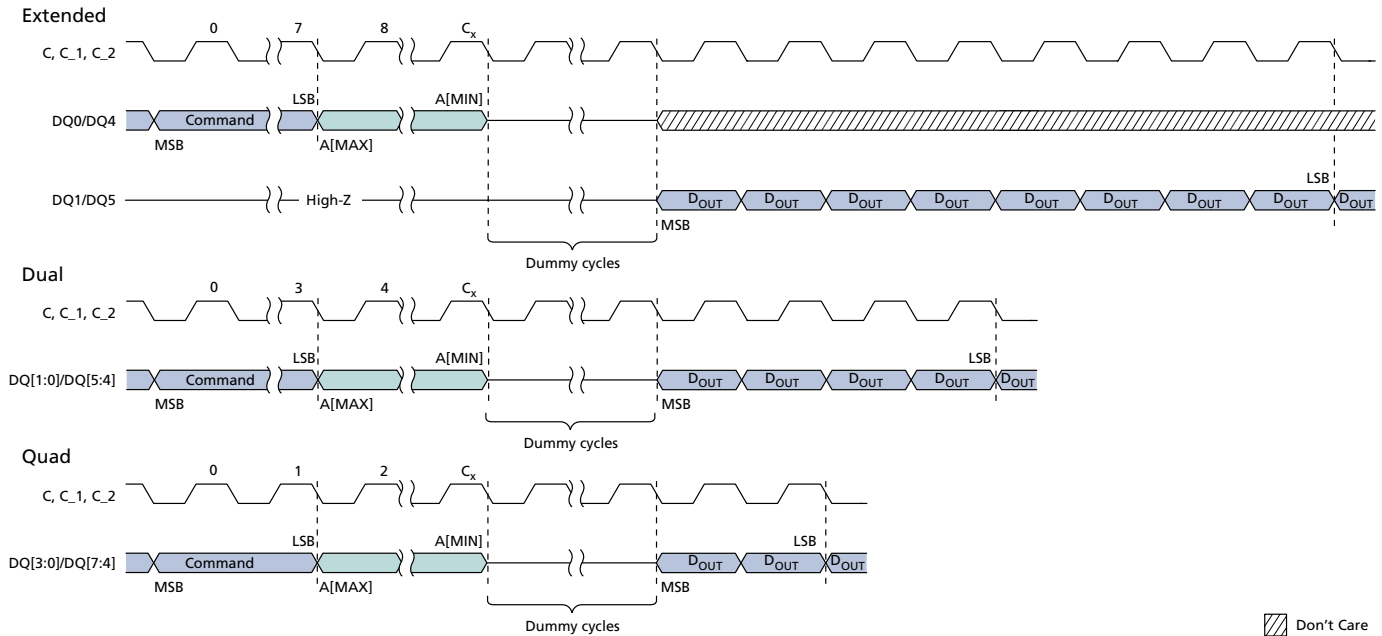 Extended
0 7 8 Cx
C, C_1, C_2
LSB A[MIN]
DQ0/DQ4 Command
MSB A[MAX]
LSB
DQ1/DQ5 High-Z DOUT DOUT DOUT DOUT DOUT DOUT DOUT DOUT DOUT
MSB
Dummy cycles
Dual
0 3 4 Cx
C, C_1, C_2
LSB A[MIN] LSB
DQ[1:0]/DQ[5:4] Command DOUT DOUT DOUT DOUT DOUT
MSB A[MAX] MSB
Dummy cycles
Quad
0 1 2 Cx
C, C_1, C_2
LSB A[MIN] LSB
DQ[3:0]/DQ[7:4] Command DOUT DOUT DOUT
MSB A[MAX] MSB
Dummy cycles
Don't Care